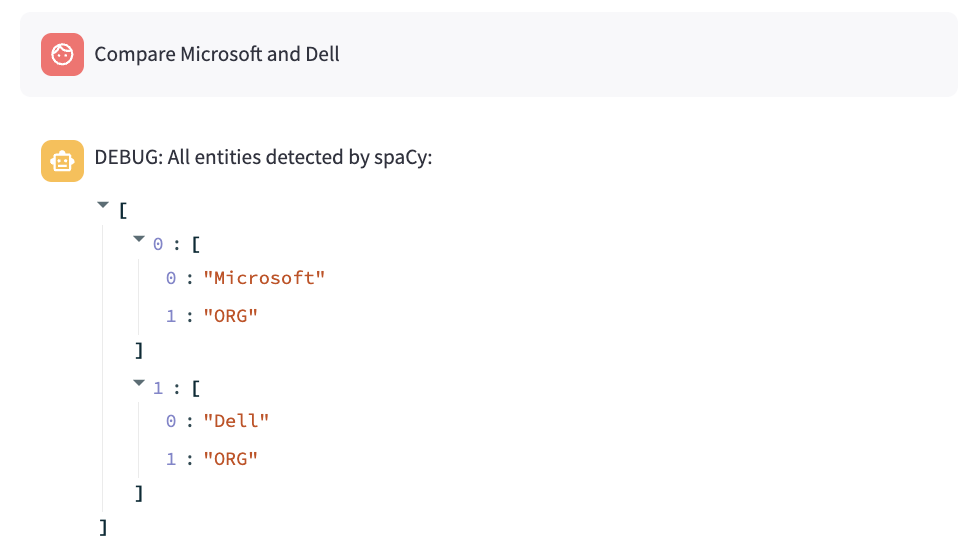 Compare Microsoft and Dell
DEBUG: All entities detected by spaCy:
[
0 : [
0 : "Microsoft"
1 : "ORG"
]
1 : [
0 : "Dell"
1 : "ORG"
]
]